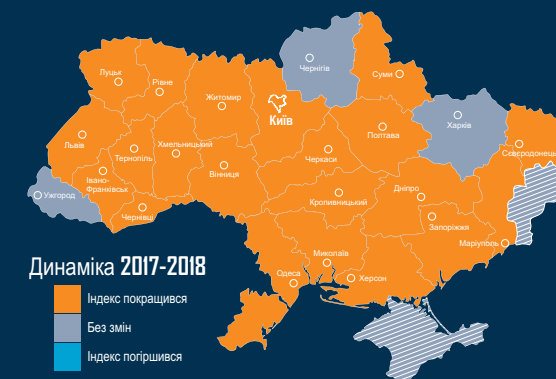 Чернігів
Луцьк
Рівне
Суми
Житомир
Київ
Харків
Львів
Тернопіль
Хмельницький
Полтава
Черкаси
Сєвєродонецьк
Івано-
Франківськ
Вінниця
Ужгород
Чернівці
Кропивницький
Дніпро
Запоріжжя
Маріуполь
Миколаїв
Одеса
Херсон
Динаміка 2017-2018
Індекс покращився
Без змін
Індекс погіршився